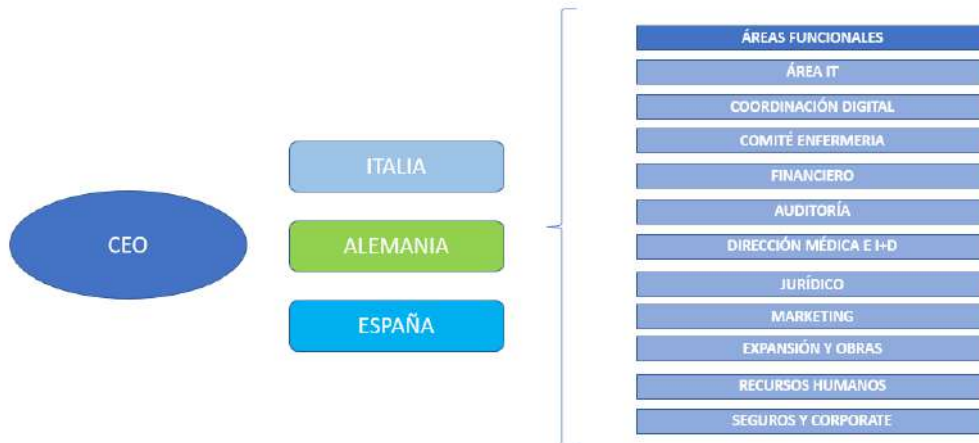 CEO
ITALIA
ALEMANIA
ESPAÑA
ÁREAS FUNCIONALES
ÁREA IT
COORDINACIÓN DIGITAL
COMITÉ ENFERMERIA
FINANCIERO
AUDITORÍA
DIRECCIÓN MÉDICA E I+D
JURÍDICO
MARKETING
EXPANSIÓN Y OBRAS
RECURSOS HUMANOS
SEGUROS Y CORPORATE